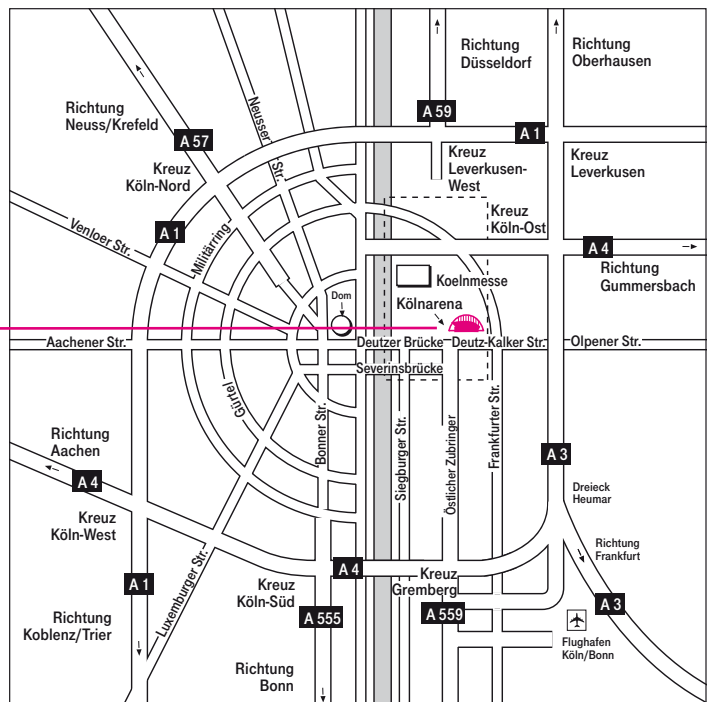 Richtung
Düsseldorf
Richtung
Oberhausen
Richtung
Neuss/Krefeld
Neusser
Str.
A 59
A 1
A 57
Kreuz
Köln-Nord
Kreuz
Leverkusen-
West
Kreuz
Leverkusen
A 1
Venloer Str.
Militärring
Kreuz
Köln-Ost
A 4
Richtung
Gummersbach
Koelnmesse
Dom
Kölnarena
Aachener Str.
Deutzer Brücke
Deutz-Kalker Str.
Olpener Str.
Severinsbrücke
Gürtel
Bonner Str.
Siegburger Str.
Östlicher Zubringer
Frankfurter Str.
Richtung
Aachen
A 4
Kreuz
Köln-West
A 3
Dreieck
Heumar
Richtung
Frankfurt
Luxemburger Str.
A 1
Kreuz
Köln-Süd
A 4
Kreuz
Gremberg
A 555
A 559
A 3
Richtung
Koblenz/Trier
Flughafen
Köln/Bonn
Richtung
Bonn